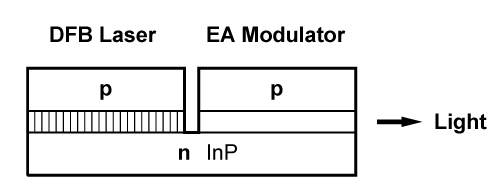 DFB Laser EA Modulator
p p
Light
n InP